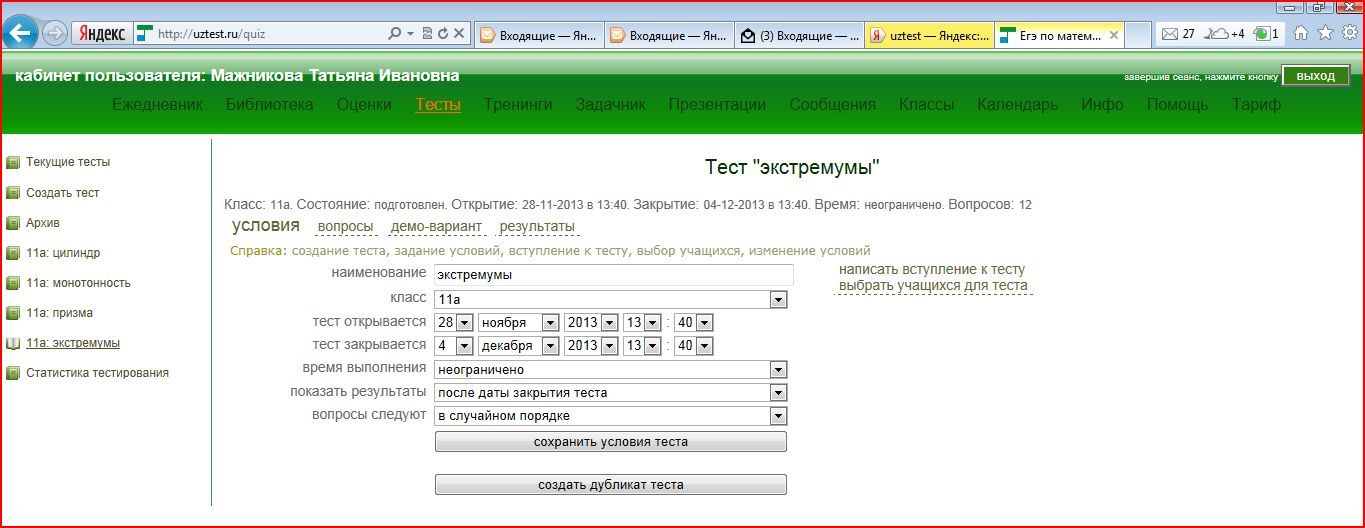 Яндекс http://uztest.ru/quiz Входящие — Ян... Входящие — Ян... (3) Входящие — ... uztest — Яндекс:... Егэ по матем... 27 +4 1
кабинет пользователя: Мажникова Татьяна Ивановна завершив сеанс, нажмите кнопку выход
Ежедневник Библиотека Оценки Тесты Тренинги Задачник Презентации Сообщения Классы Календарь Инфо Помощь Тариф
Текущие тесты
Создать тест
Архив
11а: цилиндр
11а: монотонность
11а: призма
11а: экстремумы
Статистика тестирования
Тест "экстремумы"
Класс: 11а. Состояние: подготовлен. Открытие: 28-11-2013 в 13:40. Закрытие: 04-12-2013 в 13:40. Время: неограничено. Вопросов: 12
условия вопросы демо-вариант результаты
Справка: создание теста, задание условий, вступление к тесту, выбор учащихся, изменение условий
наименование экстремумы
класс 11а
тест открывается 28 ноября 2013 13 : 40
тест закрывается 4 декабря 2013 13 : 40
время выполнения неограничено
показать результаты после даты закрытия теста
вопросы следуют в случайном порядке
сохранить условия теста
создать дубликат теста
написать вступление к тесту
выбрать учащихся для теста